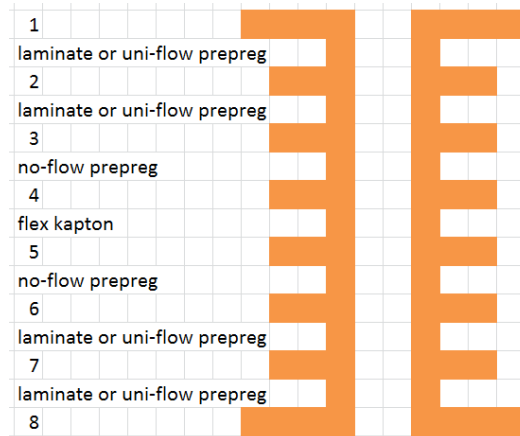 1
laminate or uni-flow prepreg
2
laminate or uni-flow prepreg
3
no-flow prepreg
4
flex kapton
5
no-flow prepreg
6
laminate or uni-flow prepreg
7
laminate or uni-flow prepreg
8